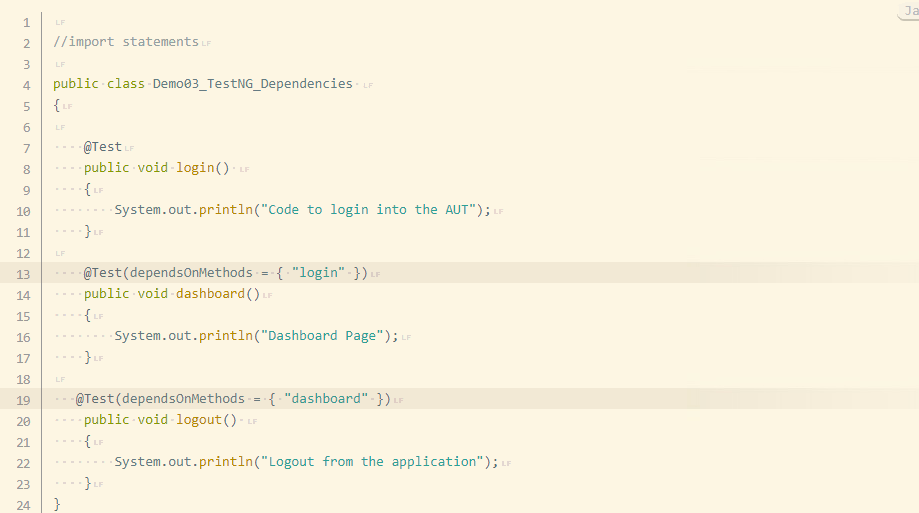 Ja
1
2 //import statements
3
4 public class Demo03_TestNG_Dependencies
5 {
6
7     @Test
8     public void login()
9     {
10         System.out.println("Code to login into the AUT");
11     }
12
13     @Test(dependsOnMethods = { "login" })
14     public void dashboard()
15     {
16         System.out.println("Dashboard Page");
17     }
18
19    @Test(dependsOnMethods = { "dashboard" })
20     public void logout()
21     {
22         System.out.println("Logout from the application");
23     }
24 }